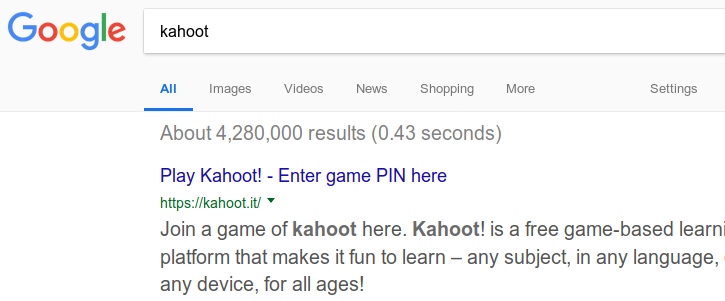 Google
kahoot
All Images Videos News Shopping More Settings
About 4,280,000 results (0.43 seconds)
Play Kahoot! - Enter game PIN here
https://kahoot.it/
Join a game of kahoot here. Kahoot! is a free game-based learni
platform that makes it fun to learn – any subject, in any language,
any device, for all ages!